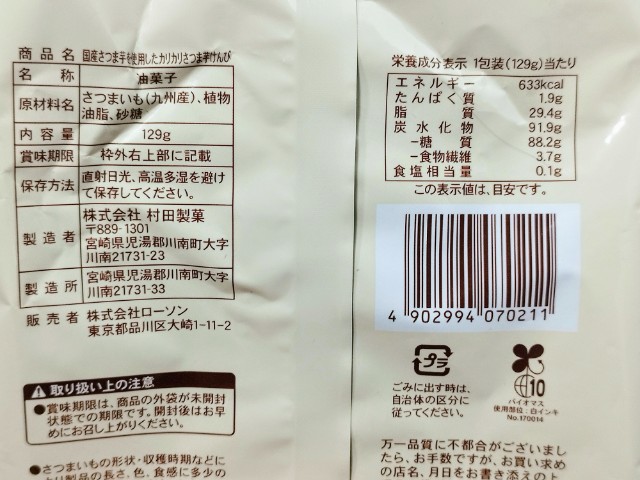 商品名 国産さつま芋を使用したカリカリさつま芋けんぴ
名称 油菓子
原材料名 さつまいも(九州産)、植物
油脂、砂糖
内容量 129g
賞味期限 枠外右上部に記載
保存方法 直射日光、高温多湿を避け
て保存してください。
製造者 株式会社 村田製菓
〒889-1301
宮崎県児湯郡川南町大字
川南21731-23
製造所 宮崎県児湯郡川南町大字
川南21731-33
販売者 株式会社ローソン
東京都品川区大崎1-11-2
取り扱い上の注意
●賞味期限は、商品の外袋が未開封
状態での期限です。開封後はお早
めにお召し上がりください。
●さつまいもの形状・収穫時期などに
より製品の長さ、色、食感に多少の
栄養成分表示 1包装(129g)当たり
エネルギー 633kcal
たんぱく質 1.9g
脂質 29.4g
炭水化物 91.9g
−糖質 88.2g
−食物繊維 3.7g
食塩相当量 0.1g
この表示値は、目安です。
4 902994 070211
プラ
ごみに出す時は、
自治体の区分に
従ってください。
10
バイオマス
使用部位:白インキ
No.170014
万一品質に不都合がございまし
たら、お手数ですが、お買い求め
の店名、月日をお書き添えの上